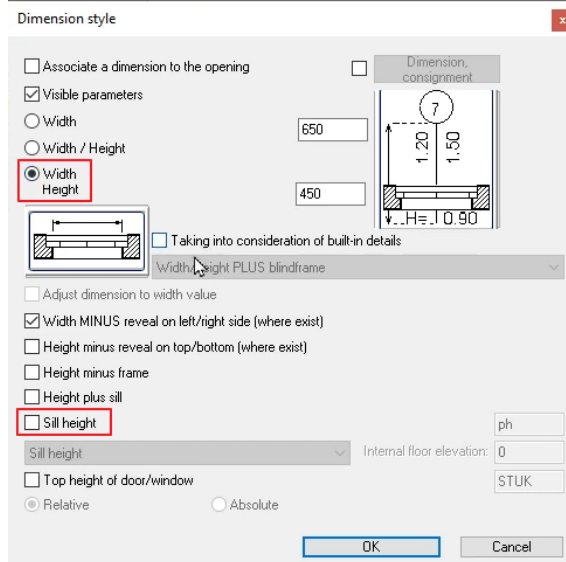 Dimension style
x
Associate a dimension to the opening
Dimension,
consignment
Visible parameters
Width
650
Width / Height
Width
Height
450
7
1.20
1.50
H= 0.90
Taking into consideration of built-in details
Width/Height PLUS blindframe
Adjust dimension to width value
Width MINUS reveal on left/right side (where exist)
Height minus reveal on top/bottom (where exist)
Height minus frame
Height plus sill
Sill height
ph
Sill height
Internal floor elevation:
0
Top height of door/window
STUK
Relative
Absolute
OK
Cancel